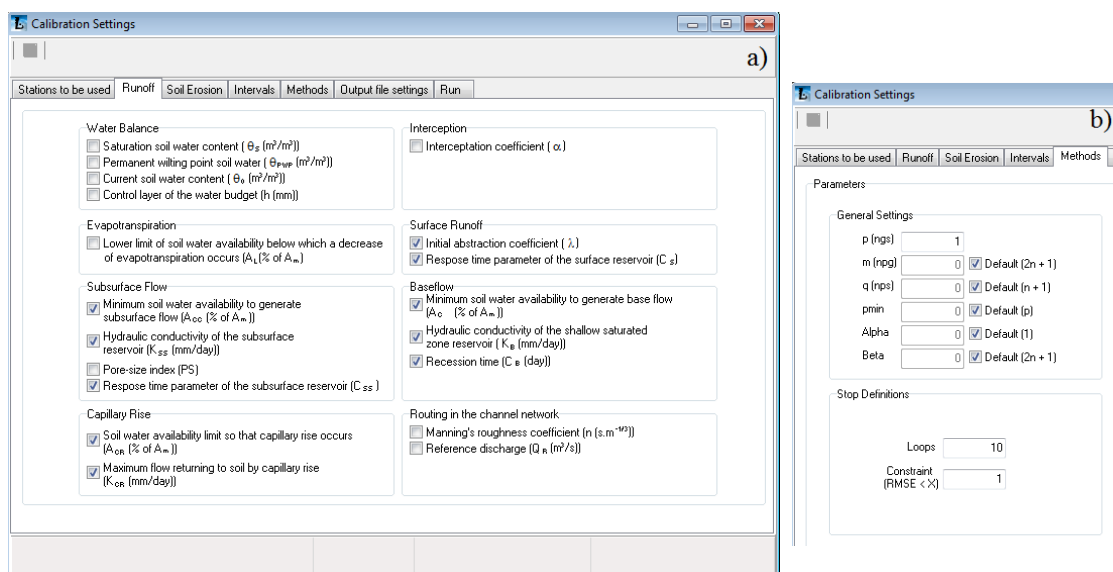 Calibration Settings
a)
Stations to be used Runoff Soil Erosion Intervals Methods Output file settings Run
Water Balance
Saturation soil water content ( θS (m³/m³))
Permanent wilting point soil water ( θPWP (m³/m³))
Current soil water content ( θ0 (m³/m³))
Control layer of the water budget (h (mm))
Interception
Interceptation coefficient ( α)
Evapotranspiration
Lower limit of soil water availability below which a decrease
of evapotranspiration occurs (AL(% of Am)
Surface Runoff
Initial abstraction coefficient ( λ)
Respose time parameter of the surface reservoir (C S)
Subsurface Flow
Minimum soil water availability to generate
subsurface flow (ACC (% of Am))
Hydraulic conductivity of the subsurface
reservoir (KSS (mm/day))
Pore-size index (PS)
Respose time parameter of the subsurface reservoir (C SS )
Baseflow
Minimum soil water availability to generate base flow
(AC (% of Am))
Hydraulic conductivity of the shallow saturated
zone reservoir ( KB (mm/day))
Recession time (C B (day))
Capillary Rise
Soil water availability limit so that capillary rise occurs
(ACR (% of Am))
Maximum flow returning to soil by capillary rise
(KCR (mm/day))
Routing in the channel network
Manning's roughness coefficient (n (s.m⁻¹/³))
Reference discharge (Q R (m³/s))
Calibration Settings
b)
Stations to be used Runoff Soil Erosion Intervals Methods
Parameters
General Settings
p (ngs) 1
m (npg) 0 Default (2n + 1)
q (nps) 0 Default (n + 1)
pmin 0 Default (p)
Alpha 0 Default (1)
Beta 0 Default (2n + 1)
Stop Definitions
Loops 10
Constraint
(RMSE < X) 1